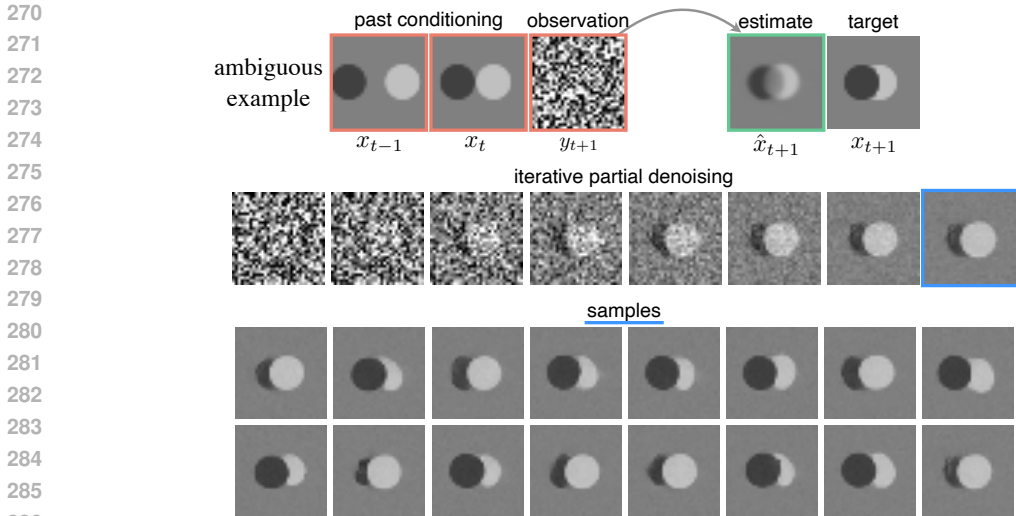 270
past conditioning observation estimate target
271
272
ambiguous
273
example
274
x_{t-1} x_t y_{t+1} \hat{x}_{t+1} x_{t+1}
275
iterative partial denoising
276
277
278
279
samples
280
281
282
283
284
285